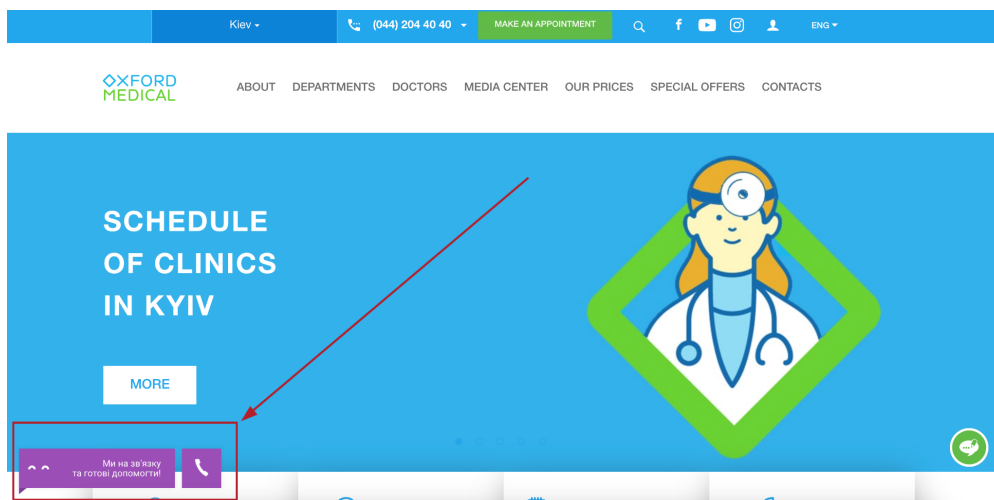 Kiev
(044) 204 40 40
MAKE AN APPOINTMENT
ENG
OXFORD
MEDICAL
ABOUT DEPARTMENTS DOCTORS MEDIA CENTER OUR PRICES SPECIAL OFFERS CONTACTS
SCHEDULE
OF CLINICS
IN KYIV
MORE
Ми на зв'язку
та готові допомогти!